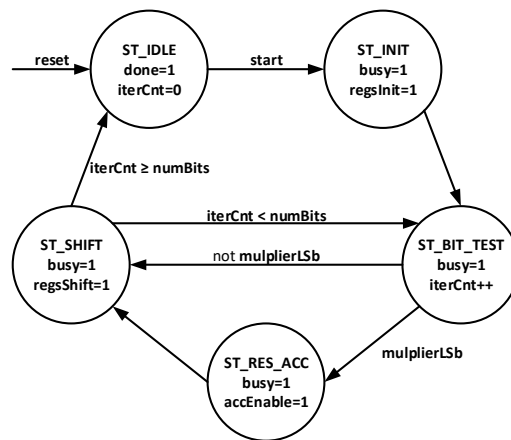 reset
ST_IDLE
done=1
iterCnt=0
start
ST_INIT
busy=1
regsInit=1
iterCnt ≥ numBits
iterCnt < numBits
ST_SHIFT
busy=1
regsShift=1
not mulplierLSb
ST_BIT_TEST
busy=1
iterCnt++
mulplierLSb
ST_RES_ACC
busy=1
accEnable=1